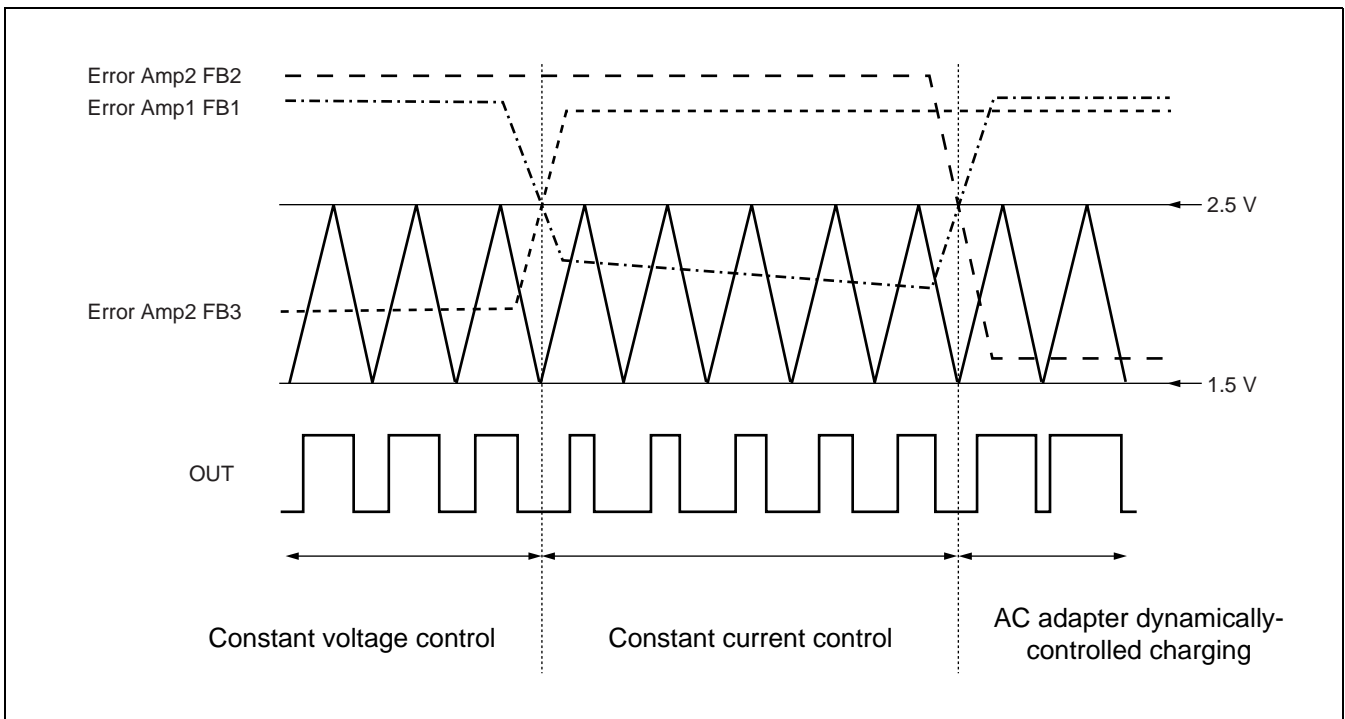 Error Amp2 FB2
Error Amp1 FB1
2.5 V
Error Amp2 FB3
1.5 V
OUT
Constant voltage control
Constant current control
AC adapter dynamically-
controlled charging